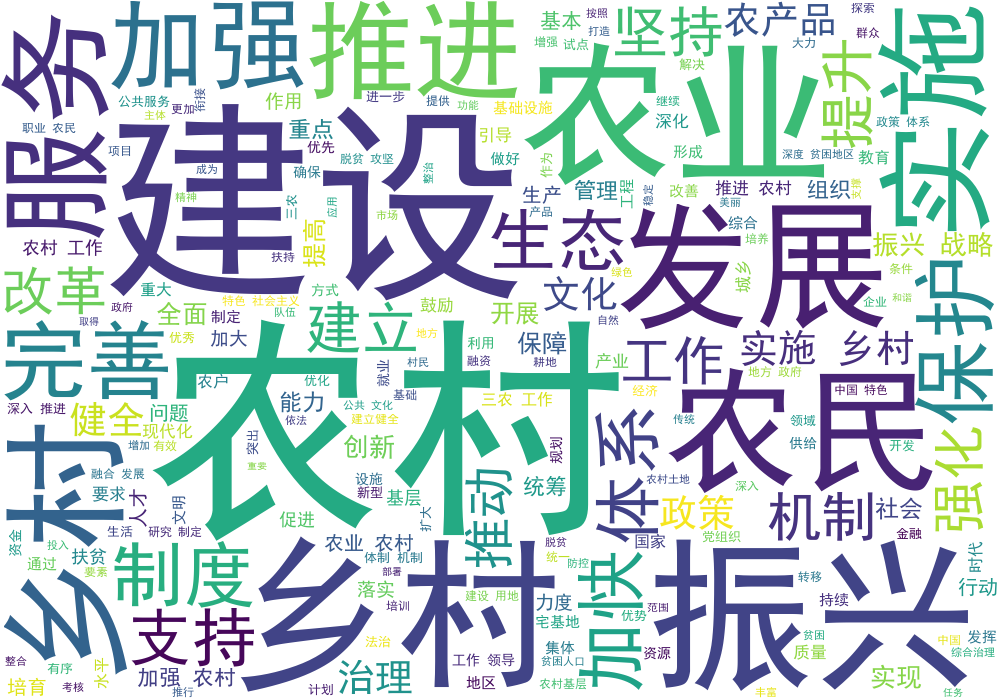 服务
加强
推进
基本
按照
打造
增强
试点
坚持
农产品
探索
群众
大力
解决
提升
实施
建设
农业
公共服务
主体
更加
衔接
作用
进一步
提供
功能
基础设施
继续
深化
政策 体系
职业 农民
重点
优先
引导
形成
作为
深度
贫困地区
教育
项目
成为
确保
脱贫 攻坚
整治
做好
生产
产品
管理
工程
稳定
改善
推进 农村
美丽
组织
支撑
精神
三农
应用
市场
生态
发展
综合
培养
农村 工作
扶持
提高
振兴 战略
绿色
城乡
条件
改革
重大
方式
文化
企业
和谐
政府
特色 社会主义
队伍
全面
制定
建立
鼓励
开展
自然
保护
取得
优秀
加大
地方
利用
保障
工作
实施 乡村
完善
农户
优化
就业
村民
融资
耕地
产业
地方 政府
农村
农民
深入 推进
健全
问题
能力
公共 文化
基础
三农 工作
经济
中国 特色
现代化
依法
建立健全
传统
领域
强化
增加
有效
突出
创新
规划
体系
供给
开发
乡村
融合 发展
重要
设施
统筹
农村土地
深入
要求
人才
文明
新型
基层
扩大
推动
政策
机制
社会
资金
生活
研究 制定
促进
农业 农村
党组织
国家
金融
通过
投入
扶贫
体制 机制
脱贫
统一
防控
时代
要素
制度
部署
落实
乡村
振兴
加快
转移
行动
支持
培训
建设 用地
力度
优势
范围
持续
宅基地
法治
集体
贫困
中国
发挥
整合
有序
水平
加强 农村
治理
工作 领导
贫困人口
资源
质量
综合治理
培育
考核
推行
计划
地区
农村基层
丰富
实现
任务